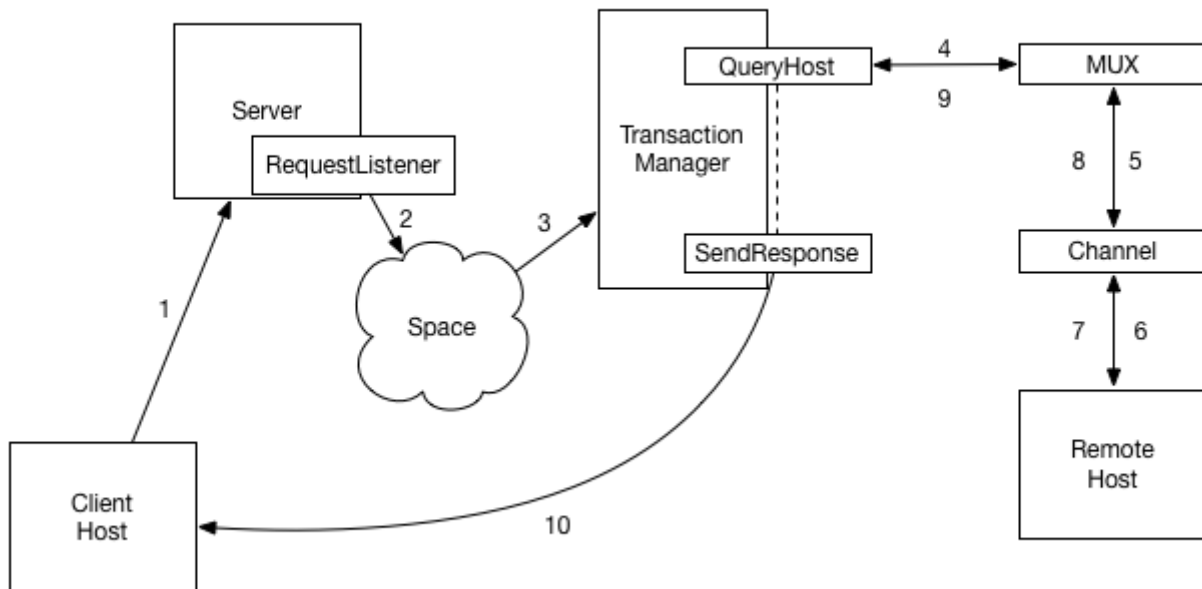 Server
RequestListener
Transaction
Manager
QueryHost
4
9
MUX
8
5
2
3
SendResponse
Channel
1
Space
7
6
Client
Host
10
Remote
Host